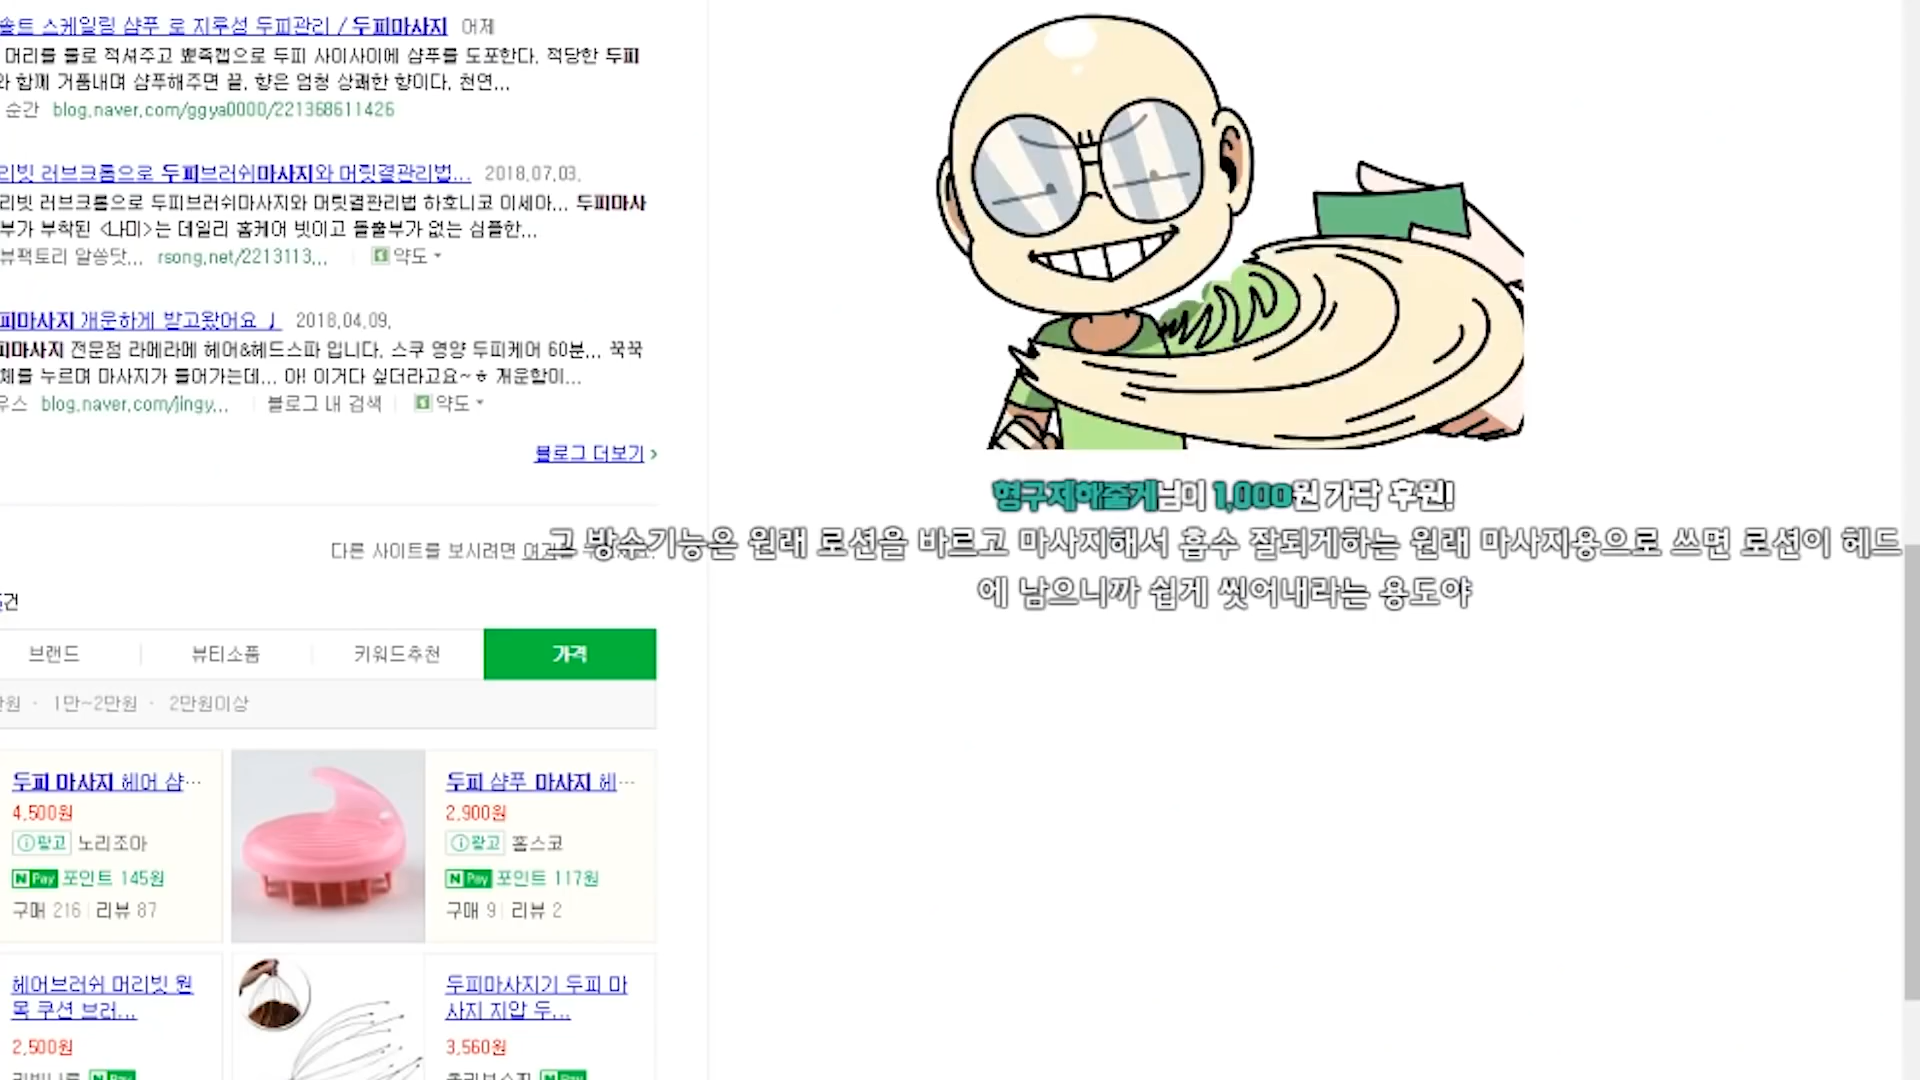 솔트 스케일링 샴푸 로 지루성 두피관리 / 두피마사지 어제
머리를 물로 적셔주고 뾰족캡으로 두피 사이사이에 샴푸를 도포한다. 적당한 두피
와 함께 거품내며 샴푸해주면 끝. 향은 엄청 상쾌한 향이다. 천연...
순간 blog.naver.com/ggya0000/221368611426
리빗 러브크롬으로 두피브러쉬마사지와 머릿결관리법... 2018.07.03.
리빗 러브크롬으로 두피브러쉬마사지와 머릿결관리법 하호니코 이세아... 두피마사
부가 부착된 <나미>는 데일리 홈케어 빗이고 돌출부가 없는 심플한...
뷰팩토리 알쏭닷... rsong.net/2213113... 약도
피마사지 개운하게 받고왔어요 ♩ 2018.04.09.
피마사지 전문점 라메라메 헤어&헤드스파 입니다. 스쿠 영양 두피케어 60분... 꾹꾹
체를 누르며 마사지가 들어가는데... 아! 이거다 싶더라고요~ㅎ 개운함이...
우스 blog.naver.com/jingy... 블로그 내 검색 약도
블로그 더보기 >
형구제해줄게님이 1,000원 가닥 후원!
그 방수기능은 원래 로션을 바르고 마사지해서 흡수 잘되게하는 원래 마사지용으로 쓰면 로션이 헤드
에 남으니까 쉽게 씻어내라는 용도야
다른 사이트를 보시려면
건
브랜드 뷰티소품 키워드추천 가격
만원 · 1만~2만원 · 2만원이상
두피 마사지 헤어 샴...
4,500원
광고 노리조아
N Pay 포인트 145원
구매 216 리뷰 87
두피 샴푸 마사지 헤...
2,900원
광고 홈스코
N Pay 포인트 117원
구매 9 리뷰 2
헤어브러쉬 머리빗 원
목 쿠션 브러...
2,500원
N Pay
두피마사지기 두피 마
사지 지압 두...
3,560원
N Pay